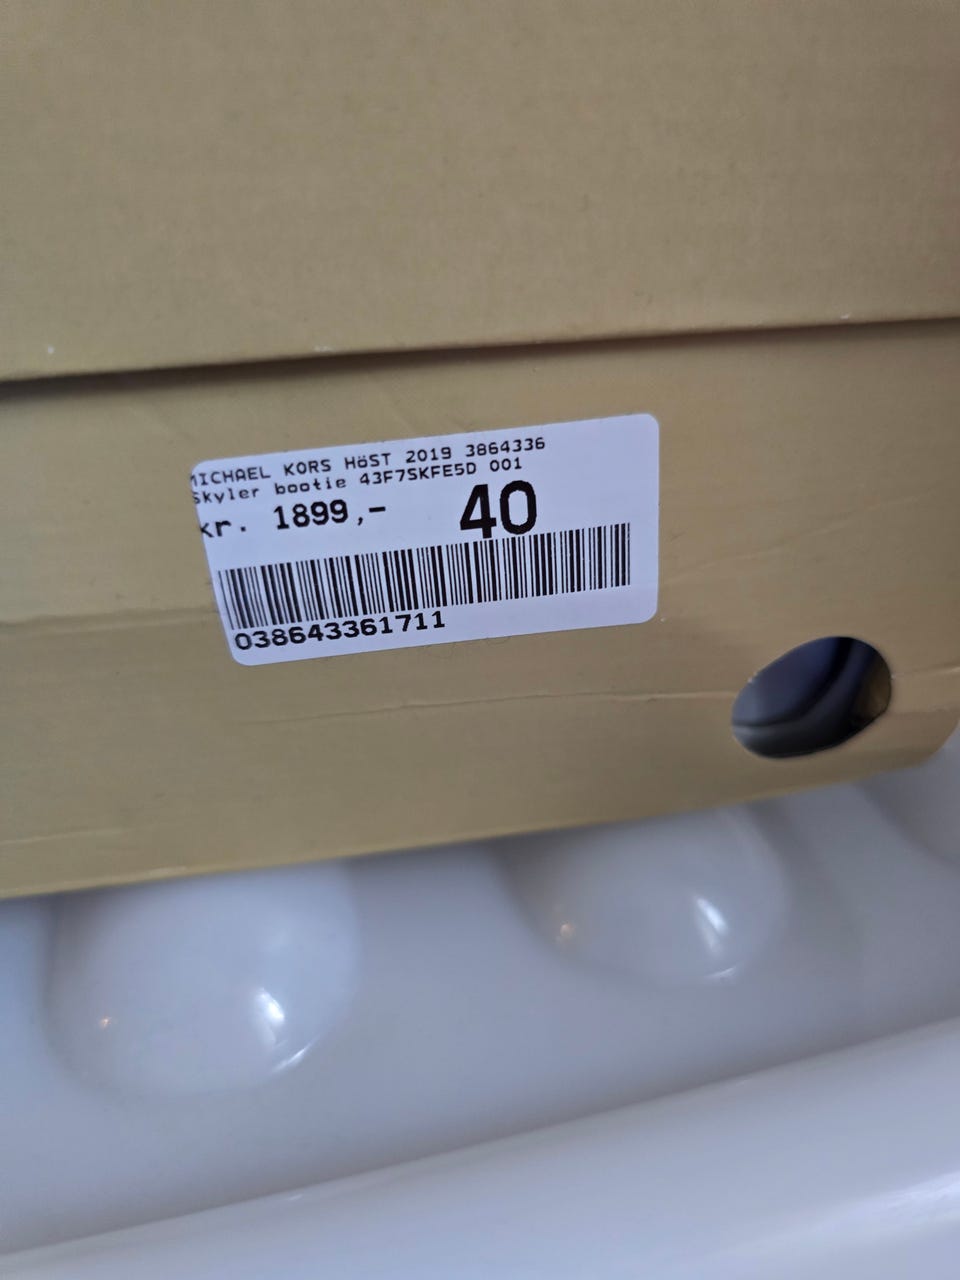 MICHAEL KORS HöST 2019 3864336
Skyler bootie 43F7SKFE5D 001
kr. 1899,- 40
038643361711